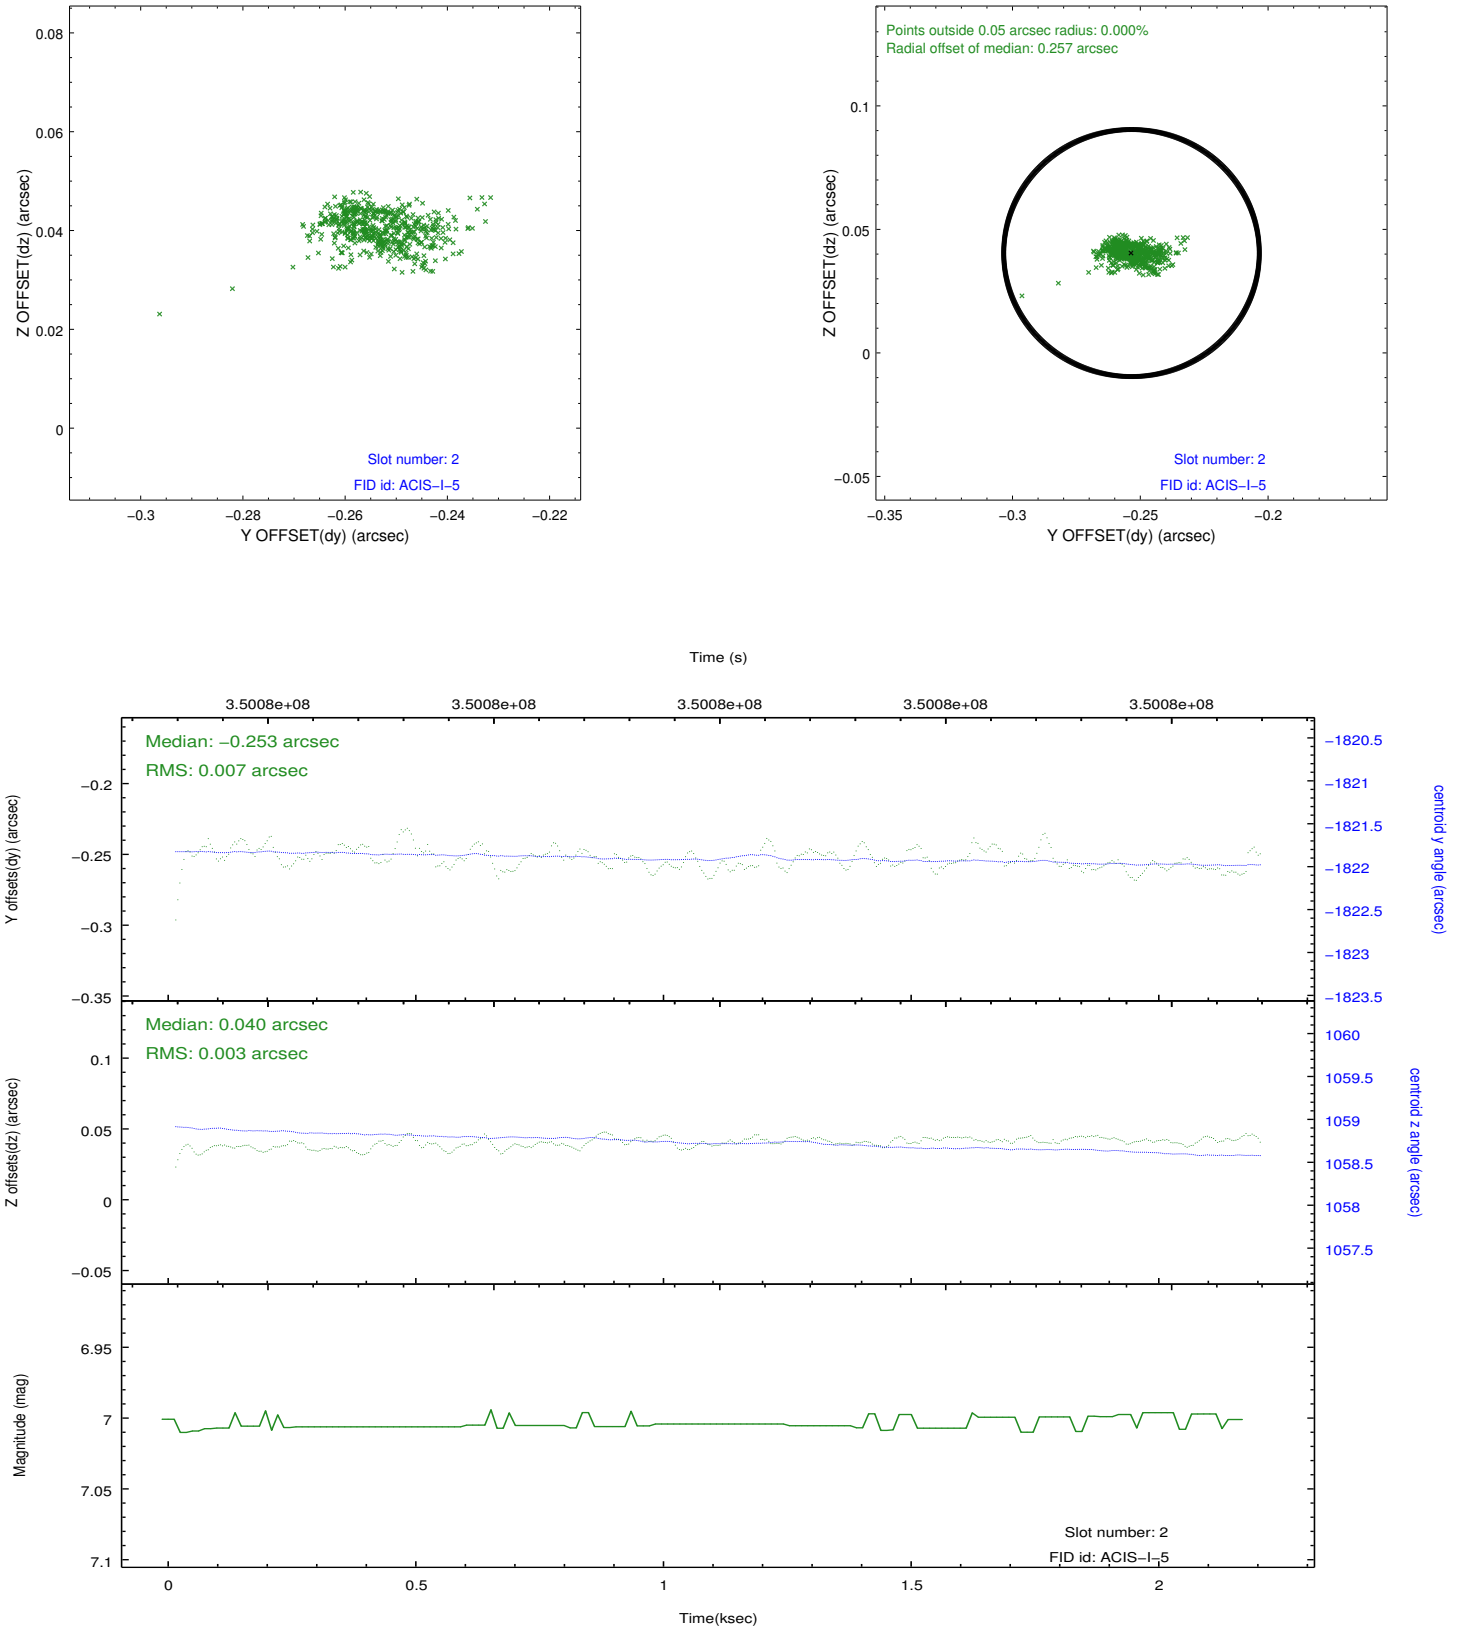 0.08
0.06
0.04
0.02
0
Z OFFSET(dz) (arcsec)
Slot number: 2
FID id: ACIS−I−5
−0.3
−0.28
−0.26
−0.24
−0.22
Y OFFSET(dy) (arcsec)
Points outside 0.05 arcsec radius: 0.000%
Radial offset of median: 0.257 arcsec
0.1
0.05
0
−0.05
Z OFFSET(dz) (arcsec)
Slot number: 2
FID id: ACIS−I−5
−0.35
−0.3
−0.25
−0.2
Y OFFSET(dy) (arcsec)
Time (s)
3.5008e+08
3.5008e+08
3.5008e+08
3.5008e+08
3.5008e+08
Median: −0.253 arcsec
RMS: 0.007 arcsec
−0.2
−0.25
−0.3
−0.35
Y offsets(dy) (arcsec)
−1820.5
−1821
−1821.5
−1822
−1822.5
−1823
−1823.5
centroid y angle (arcsec)
Median: 0.040 arcsec
RMS: 0.003 arcsec
0.1
0.05
0
−0.05
Z offsets(dz) (arcsec)
1060
1059.5
1059
1058.5
1058
1057.5
centroid z angle (arcsec)
6.95
7
7.05
7.1
Magnitude (mag)
Slot number: 2
FID id: ACIS−I−5
0
0.5
1
1.5
2
Time(ksec)